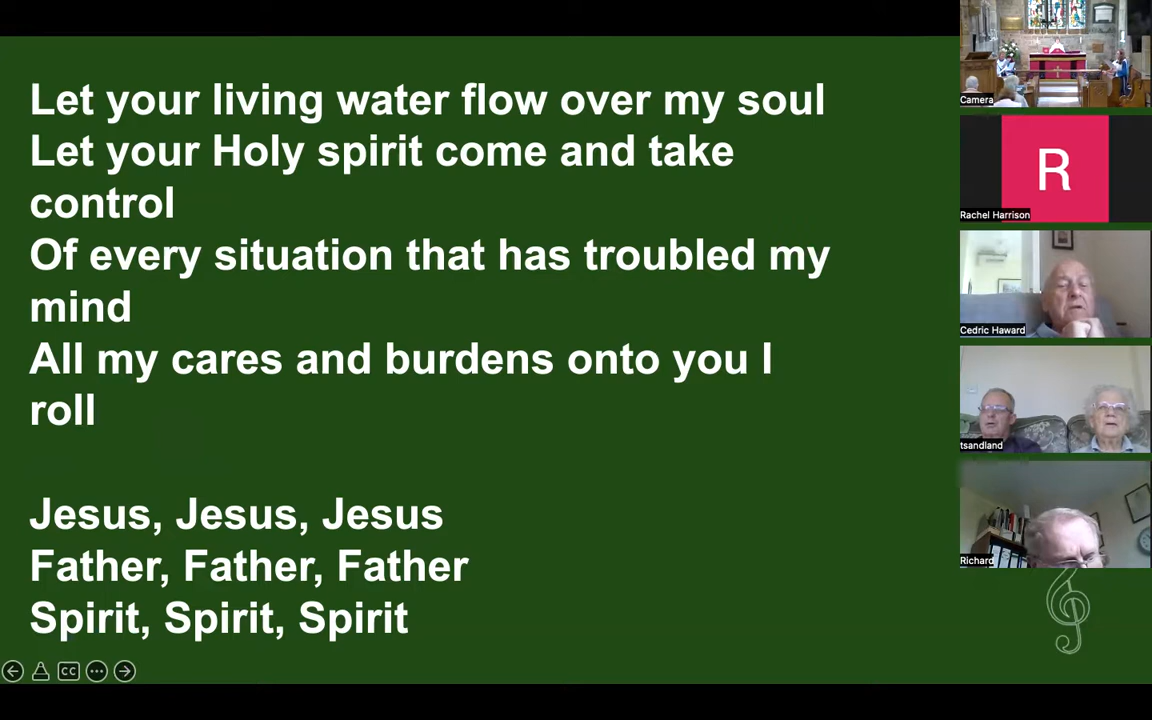 Let your living water flow over my soul
Let your Holy spirit come and take
control
Of every situation that has troubled my
mind
All my cares and burdens onto you I
roll
Jesus, Jesus, Jesus
Father, Father, Father
Spirit, Spirit, Spirit
CC
Camera
R
Rachel Harrison
Cedric Haward
tsandland
Richard